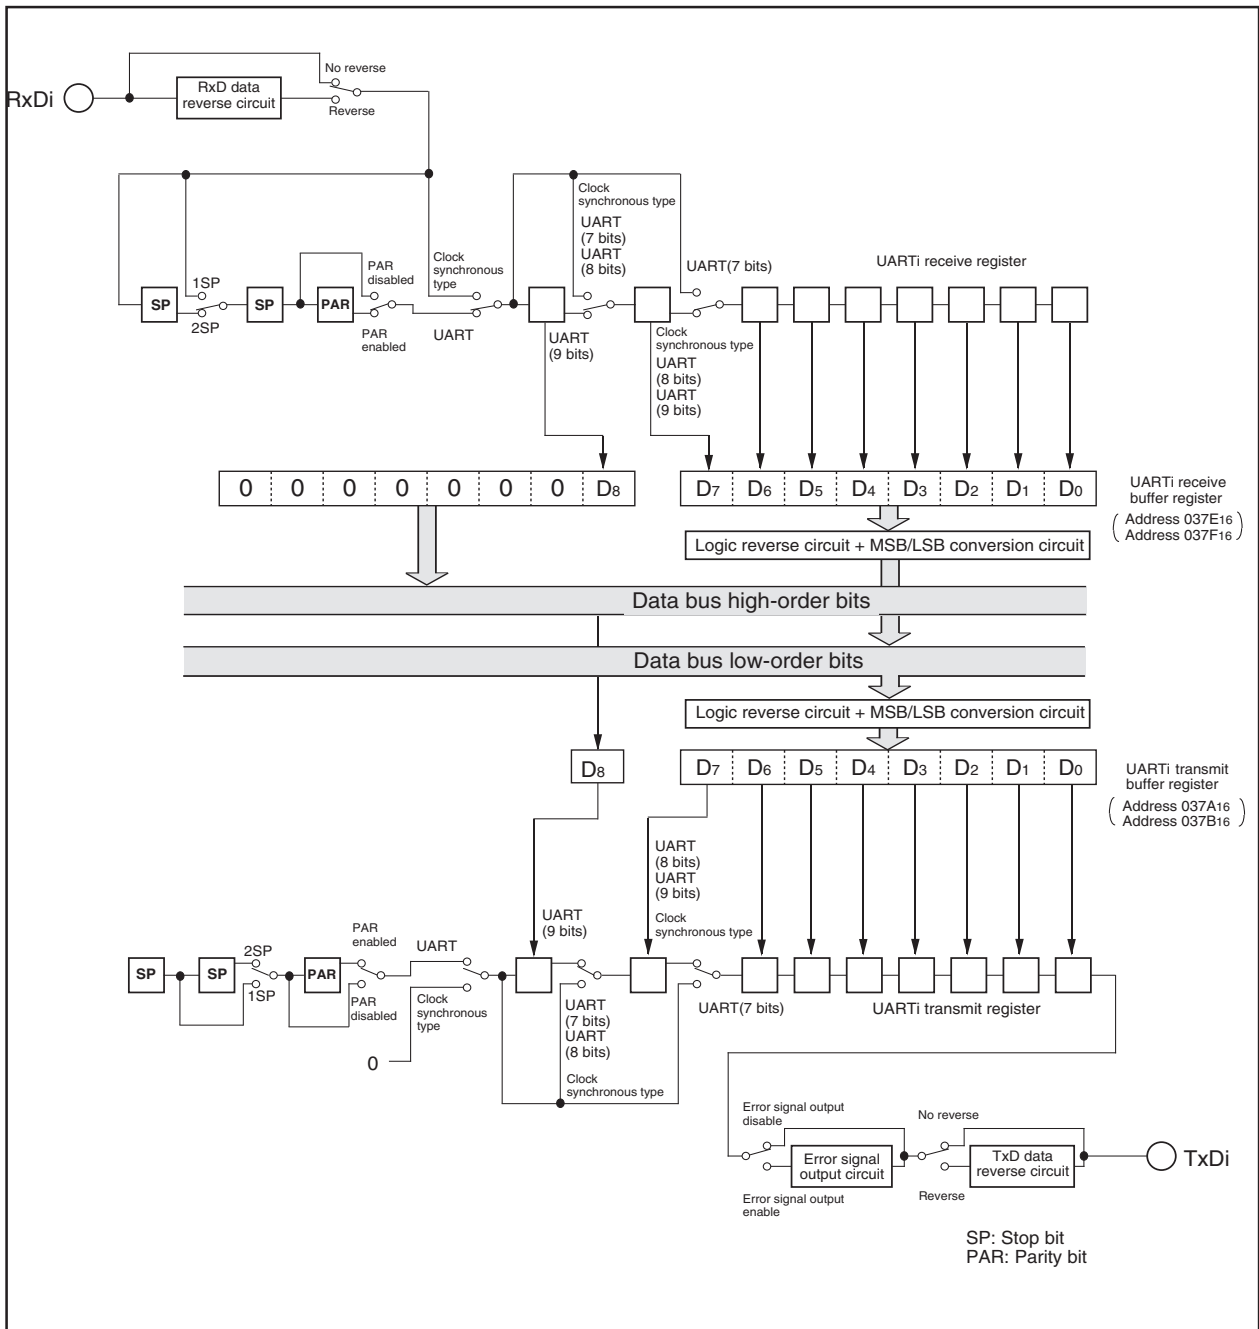 No reverse
RxDi
RxD data
reverse circuit
Reverse
Clock
synchronous type
UART
(7 bits)
UART
(8 bits)
UART(7 bits)
UARTi receive register
1SP
PAR
disabled
Clock
synchronous
type
SP
SP
PAR
2SP
PAR
enabled
UART
UART
(9 bits)
Clock
synchronous type
UART
(8 bits)
UART
(9 bits)
0 0 0 0 0 0 0 D8
D7 D6 D5 D4 D3 D2 D1 D0
UARTi receive
buffer register
Address 037E16
Address 037F16
Logic reverse circuit + MSB/LSB conversion circuit
Data bus high-order bits
Data bus low-order bits
Logic reverse circuit + MSB/LSB conversion circuit
D8
D7 D6 D5 D4 D3 D2 D1 D0
UARTi transmit
buffer register
Address 037A16
Address 037B16
UART
(8 bits)
UART
(9 bits)
Clock
synchronous type
UART
(9 bits)
PAR
enabled
2SP
UART
SP
SP
PAR
1SP
PAR
disabled
Clock
synchronous
type
0
UART
(7 bits)
UART
(8 bits)
Clock
synchronous type
UART(7 bits)
UARTi transmit register
Error signal output
disable
No reverse
Error signal
output circuit
TxD data
reverse circuit
TxDi
Error signal output
enable
Reverse
SP: Stop bit
PAR: Parity bit